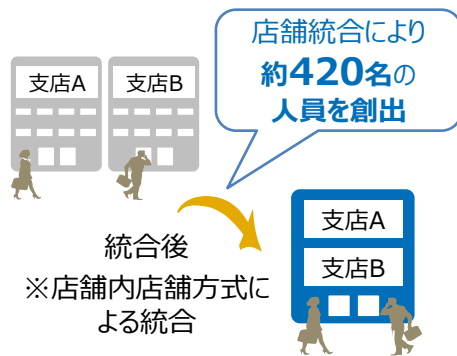 店舗統合により
約420名の
人員を創出
支店A
支店B
統合後
※店舗内店舗方式に
よる統合
支店A
支店B